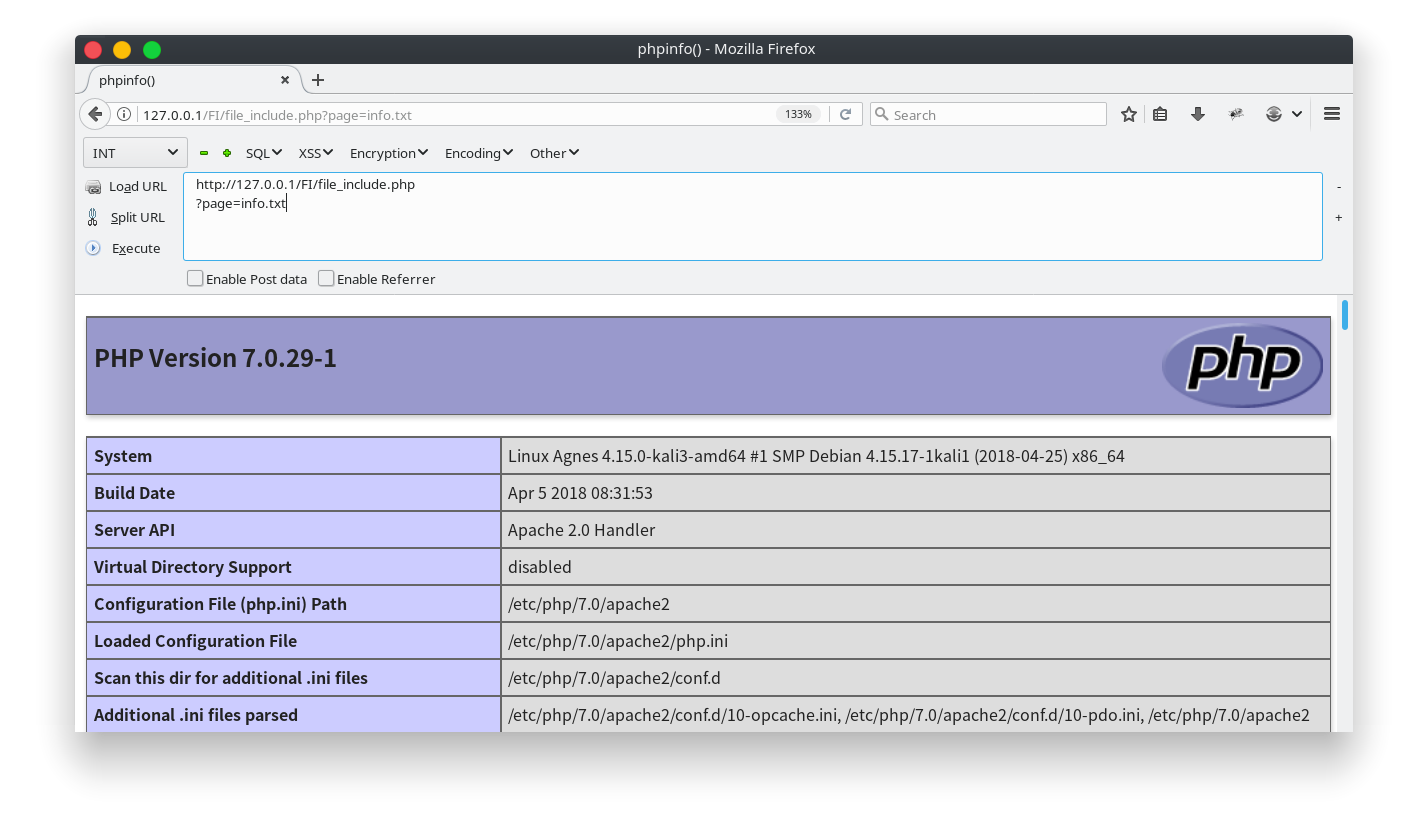 phpinfo() - Mozilla Firefox
phpinfo()
127.0.0.1/FI/file_include.php?page=info.txt 133% Search
INT SQL XSS Encryption Encoding Other
Load URL http://127.0.0.1/FI/file_include.php -
?page=info.txt
Split URL +
Execute
Enable Post data Enable Referrer
PHP Version 7.0.29-1 php
System Linux Agnes 4.15.0-kali3-amd64 #1 SMP Debian 4.15.17-1kali1 (2018-04-25) x86_64
Build Date Apr 5 2018 08:31:53
Server API Apache 2.0 Handler
Virtual Directory Support disabled
Configuration File (php.ini) Path /etc/php/7.0/apache2
Loaded Configuration File /etc/php/7.0/apache2/php.ini
Scan this dir for additional .ini files /etc/php/7.0/apache2/conf.d
Additional .ini files parsed /etc/php/7.0/apache2/conf.d/10-opcache.ini, /etc/php/7.0/apache2/conf.d/10-pdo.ini, /etc/php/7.0/apache2